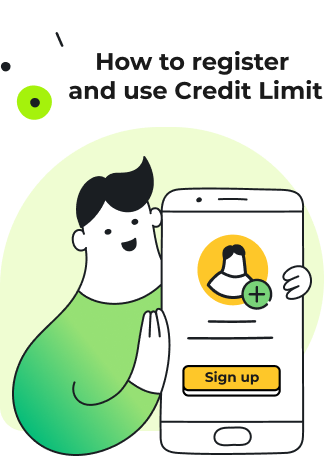 How to register
and use Credit Limit
Sign up